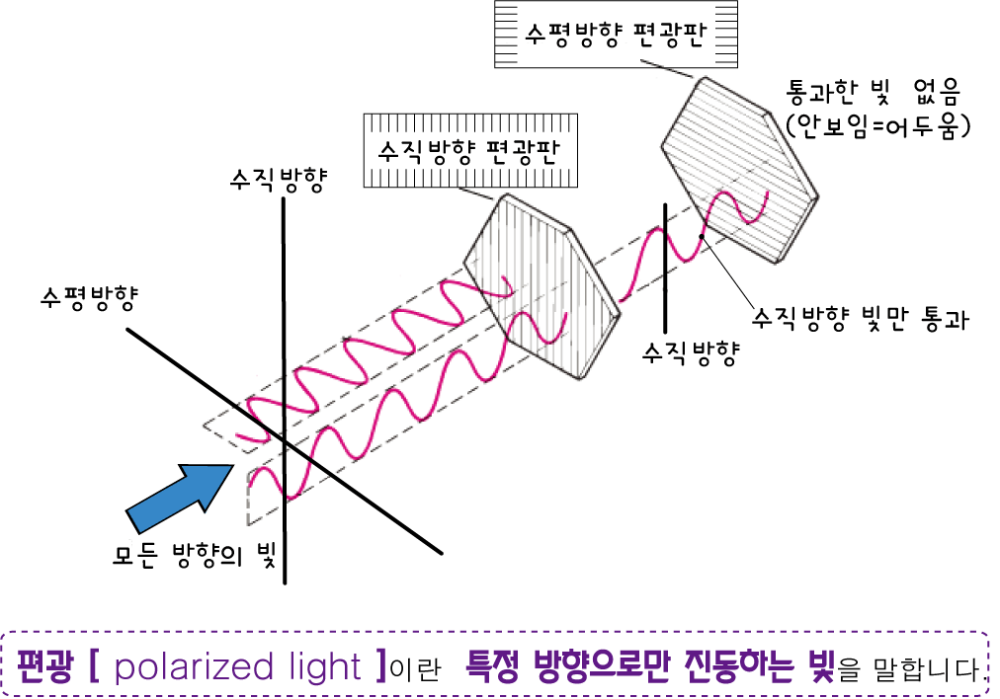 수평방향 편광판
통과한 빛 없음
(안보임=어두움)
수직방향 편광판
수직방향
수평방향
수직방향 빛만 통과
수직방향
모든 방향의 빛
편광 [ polarized light ]이란 특정 방향으로만 진동하는 빛을 말합니다.